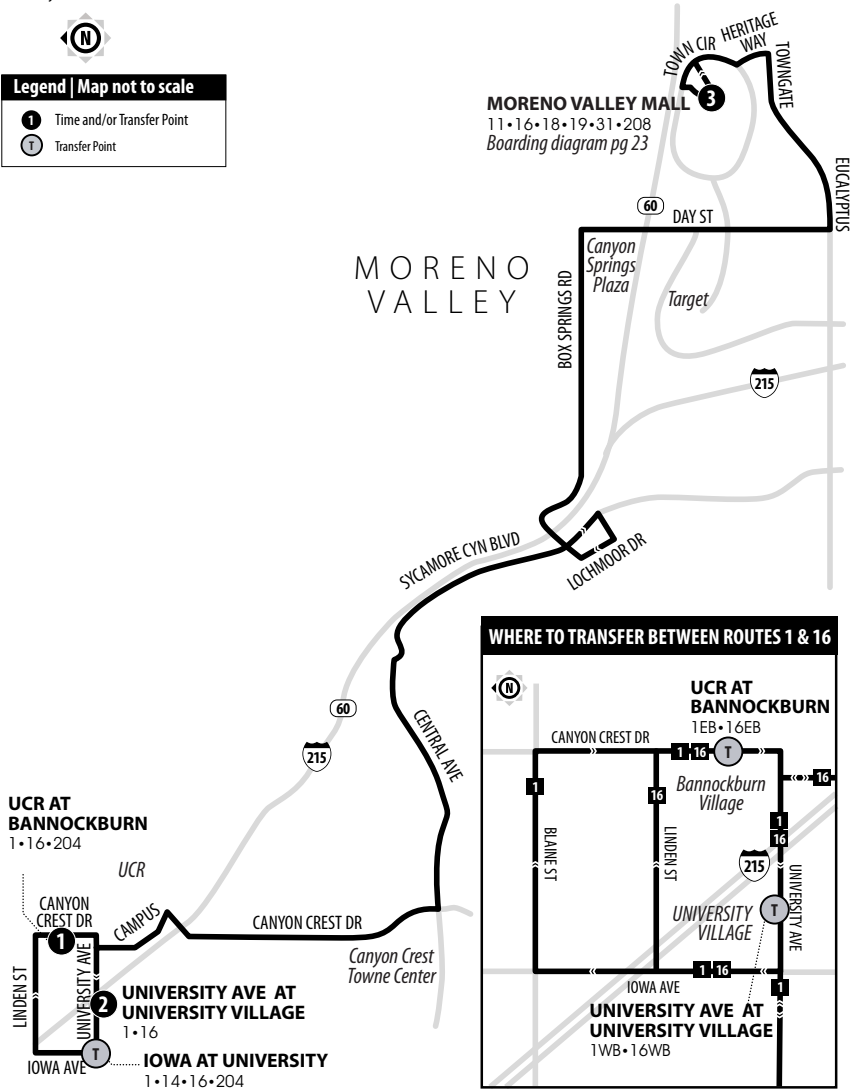 N
Legend | Map not to scale
1 Time and/or Transfer Point
T Transfer Point
TOWN CIR
HERITAGE
WAY
TOWNGATE
MORENO VALLEY MALL 3
11•16•18•19•31•208
Boarding diagram pg 23
EUCALYPTUS
60
DAY ST
MORENO
VALLEY
Canyon
Springs
Plaza
Target
BOX SPRINGS RD
215
SYCAMORE CYN BLVD
LOCHMOOR DR
60
215
CENTRAL AVE
UCR AT
BANNOCKBURN
1•16•204
UCR
CANYON
CREST DR
1
CAMPUS
CANYON CREST DR
Canyon Crest
Towne Center
LINDEN ST
UNIVERSITY AVE
2
UNIVERSITY AVE AT
UNIVERSITY VILLAGE
1•16
IOWA AVE
T
IOWA AT UNIVERSITY
1•14•16•204
WHERE TO TRANSFER BETWEEN ROUTES 1 & 16
N
UCR AT
BANNOCKBURN
1EB•16EB
CANYON CREST DR
1 16 T
16
Bannockburn
Village
1
16
1
16
BLAINE ST
LINDEN ST
215
UNIVERSITY AVE
UNIVERSITY
VILLAGE
T
1 16
IOWA AVE
1
UNIVERSITY AVE AT
UNIVERSITY VILLAGE
1WB•16WB